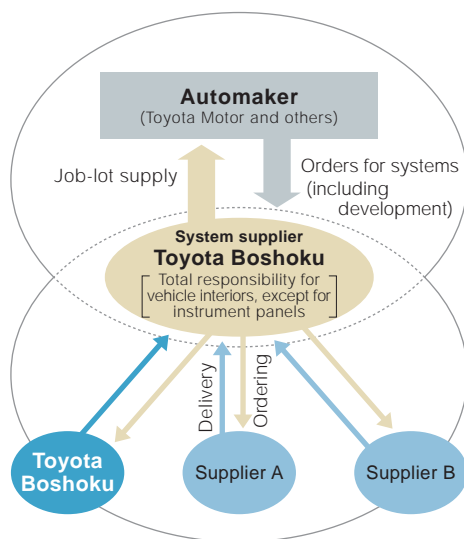 Automaker
(Toyota Motor and others)
Job-lot supply
Orders for systems
(including
development)
System supplier
Toyota Boshoku
Total responsibility for
vehicle interiors, except for
instrument panels
Delivery
Ordering
Toyota
Boshoku
Supplier A
Supplier B